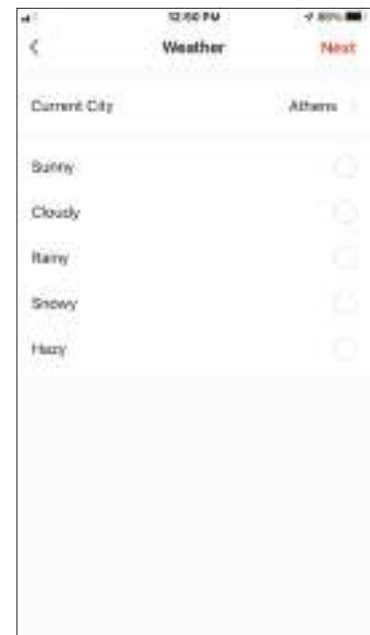 12:50 PM
Weather
Next
Current City
Athens
Sunny
Cloudy
Rainy
Snowy
Hazy